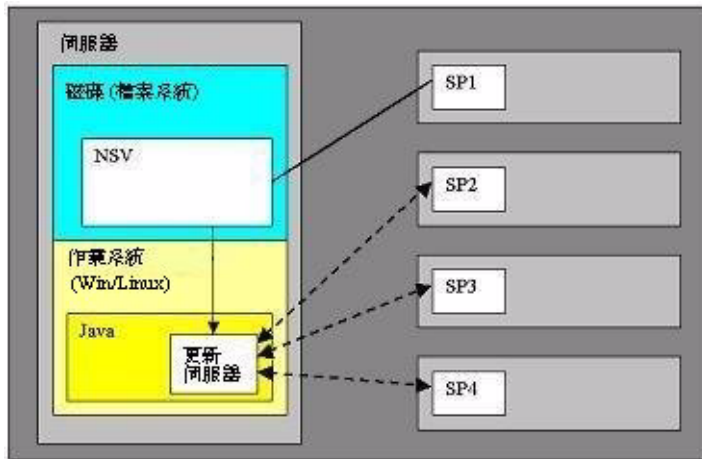 伺服器
磁碟 (檔案系統)
NSV
作業系統
(Win/Linux)
Java
更新
伺服器
SP1
SP2
SP3
SP4